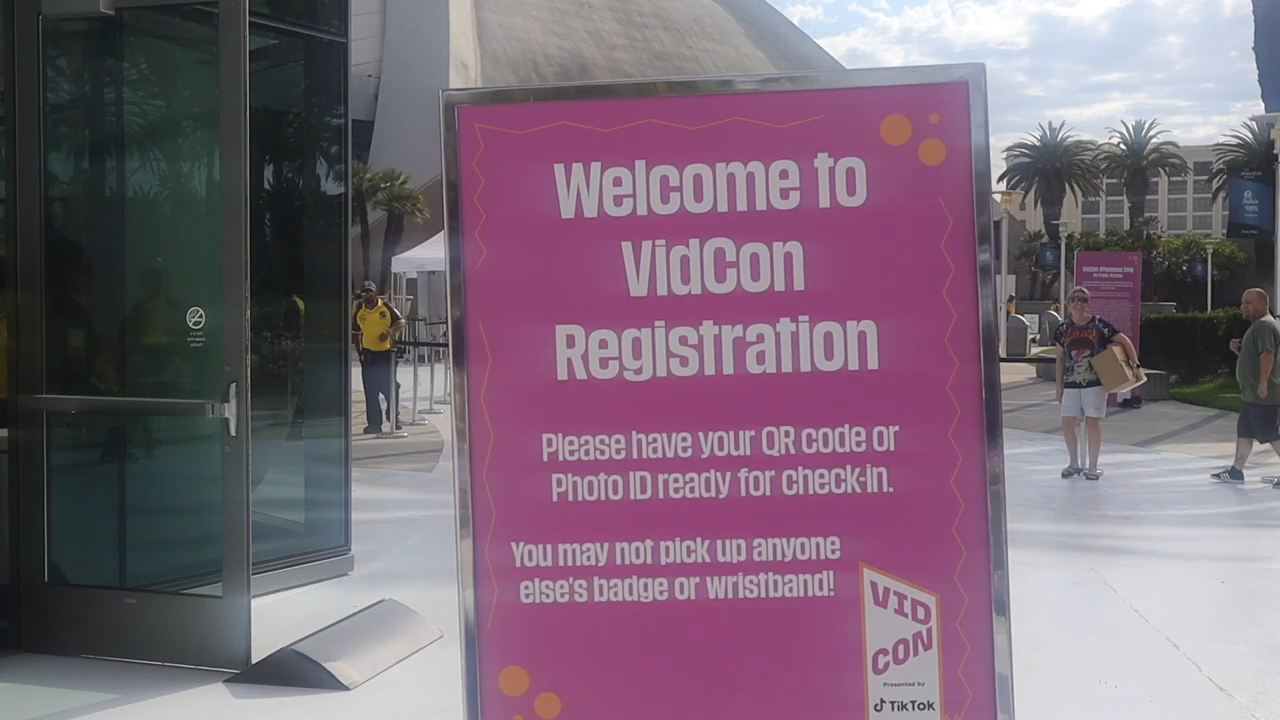 Welcome to
VidCon
Registration
Please have your QR code or
Photo ID ready for check-in.
You may not pick up anyone
else's badge or wristband!
VID
CON
Presented by
TikTok
VidCon Attendees Only